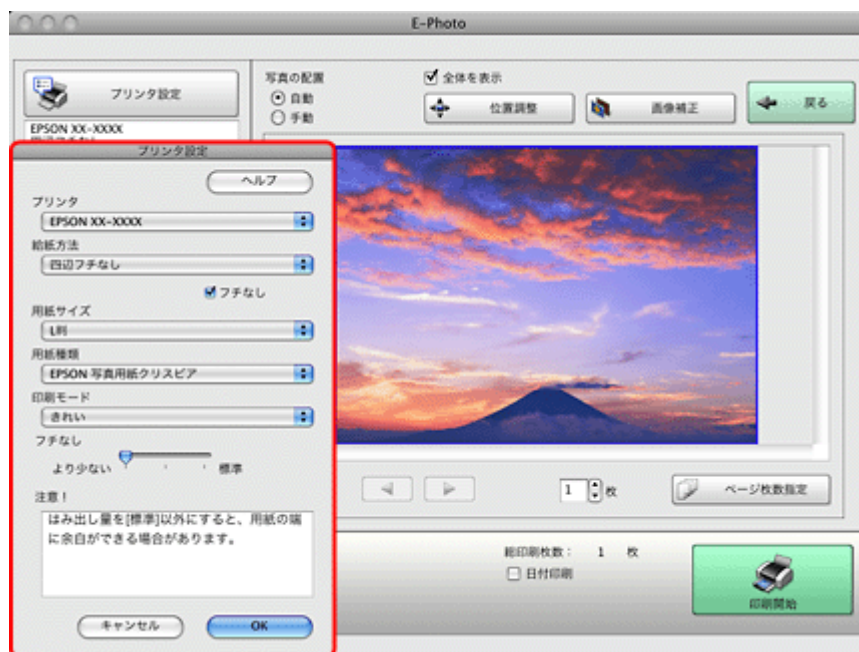 E-Photo
プリンタ設定
EPSON XX-XXXX
写真の配置
自動
手動
全体を表示
位置調整
画像補正
戻る
プリンタ設定
ヘルプ
プリンタ
EPSON XX-XXXX
給紙方法
四辺フチなし
フチなし
用紙サイズ
L判
用紙種類
EPSON 写真用紙クリスピア
印刷モード
きれい
フチなし
より少ない 標準
注意！
はみ出し量を[標準]以外にすると、用紙の端
に余白ができる場合があります。
キャンセル
OK
1 枚
ページ枚数指定
総印刷枚数： 1 枚
日付印刷
印刷開始